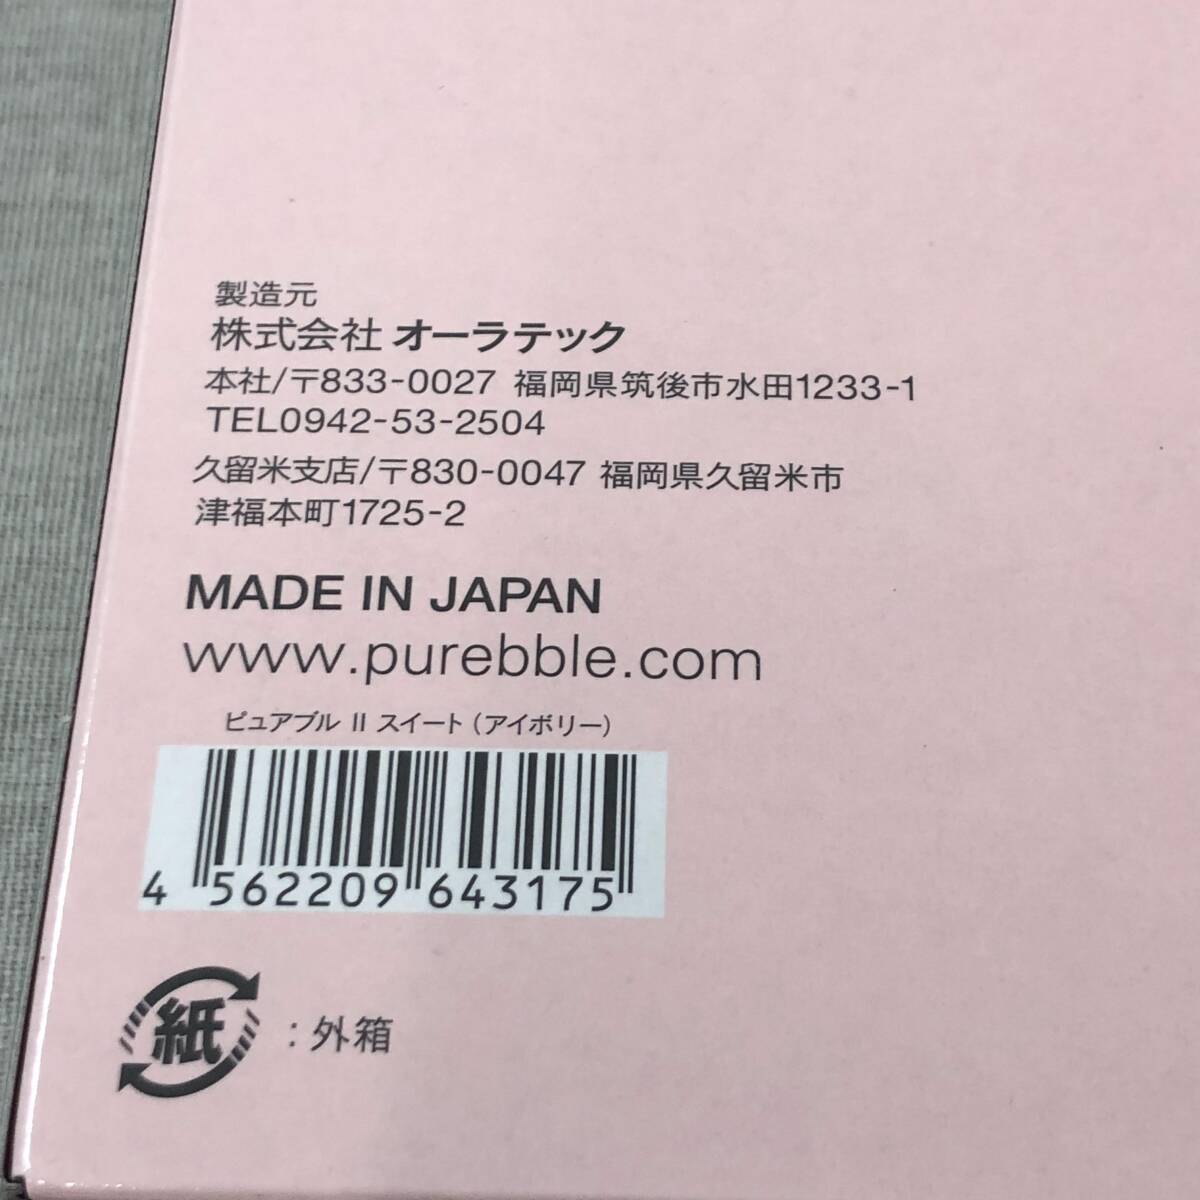 製造元
株式会社 オーラテック
本社/〒833-0027 福岡県筑後市水田1233-1
TEL0942-53-2504
久留米支店/〒830-0047 福岡県久留米市
津福本町1725-2
MADE IN JAPAN
www.purebble.com
ピュアブル II スイート（アイボリー）
4 562209 643175
紙 : 外箱